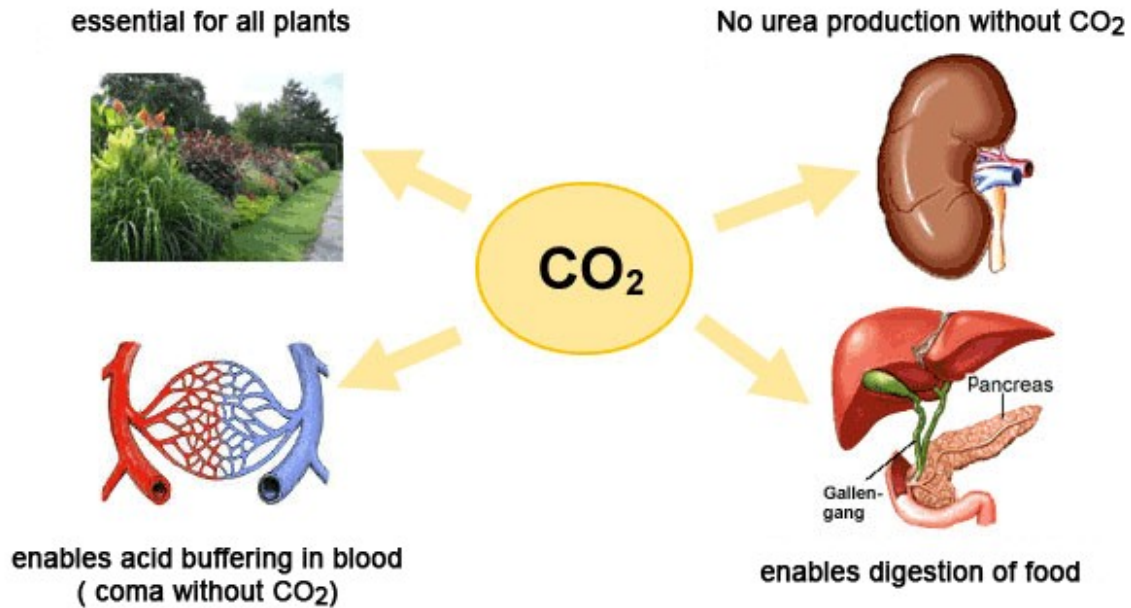 essential for all plants
No urea production without CO₂
CO₂
Pancreas
Gallen-
gang
enables acid buffering in blood
( coma without CO₂)
enables digestion of food